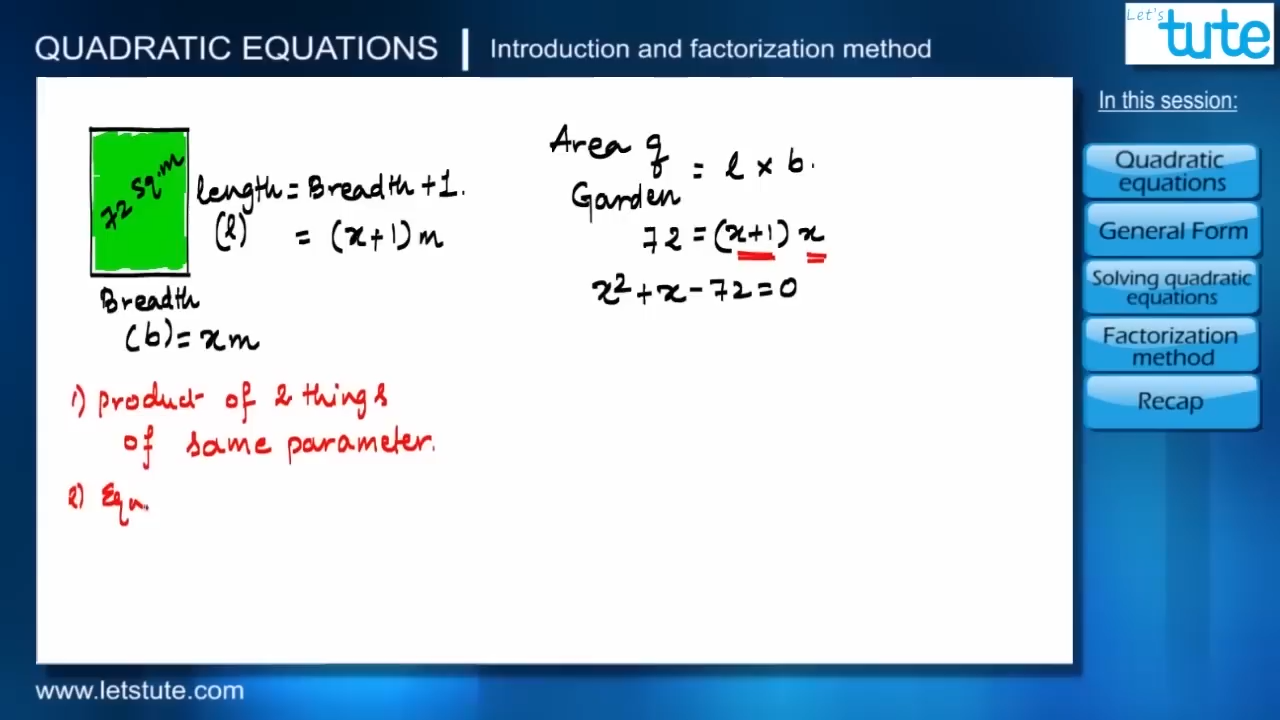 QUADRATIC EQUATIONS | Introduction and factorization method
Let's
tute
In this session:
Quadratic
equations
General Form
Solving quadratic
equations
Factorization
method
Recap
72 sq.m
length = Breadth + 1.
(l) = (x+1) m
Breadth
(b) = x m
Area of
Garden = l × b.
72 = (x+1) x
x² + x - 72 = 0
1) product of 2 things
of same parameter.
2) Equ
www.letstute.com